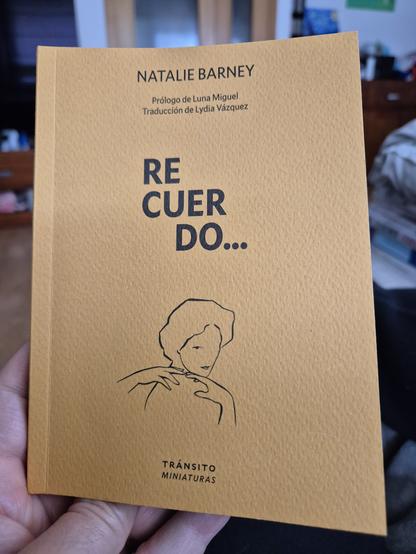 NATALIE BARNEY
Prólogo de Luna Miguel
Traducción de Lydia Vázquez
RE
CUER
DO...
TRÁNSITO
MINIATURAS